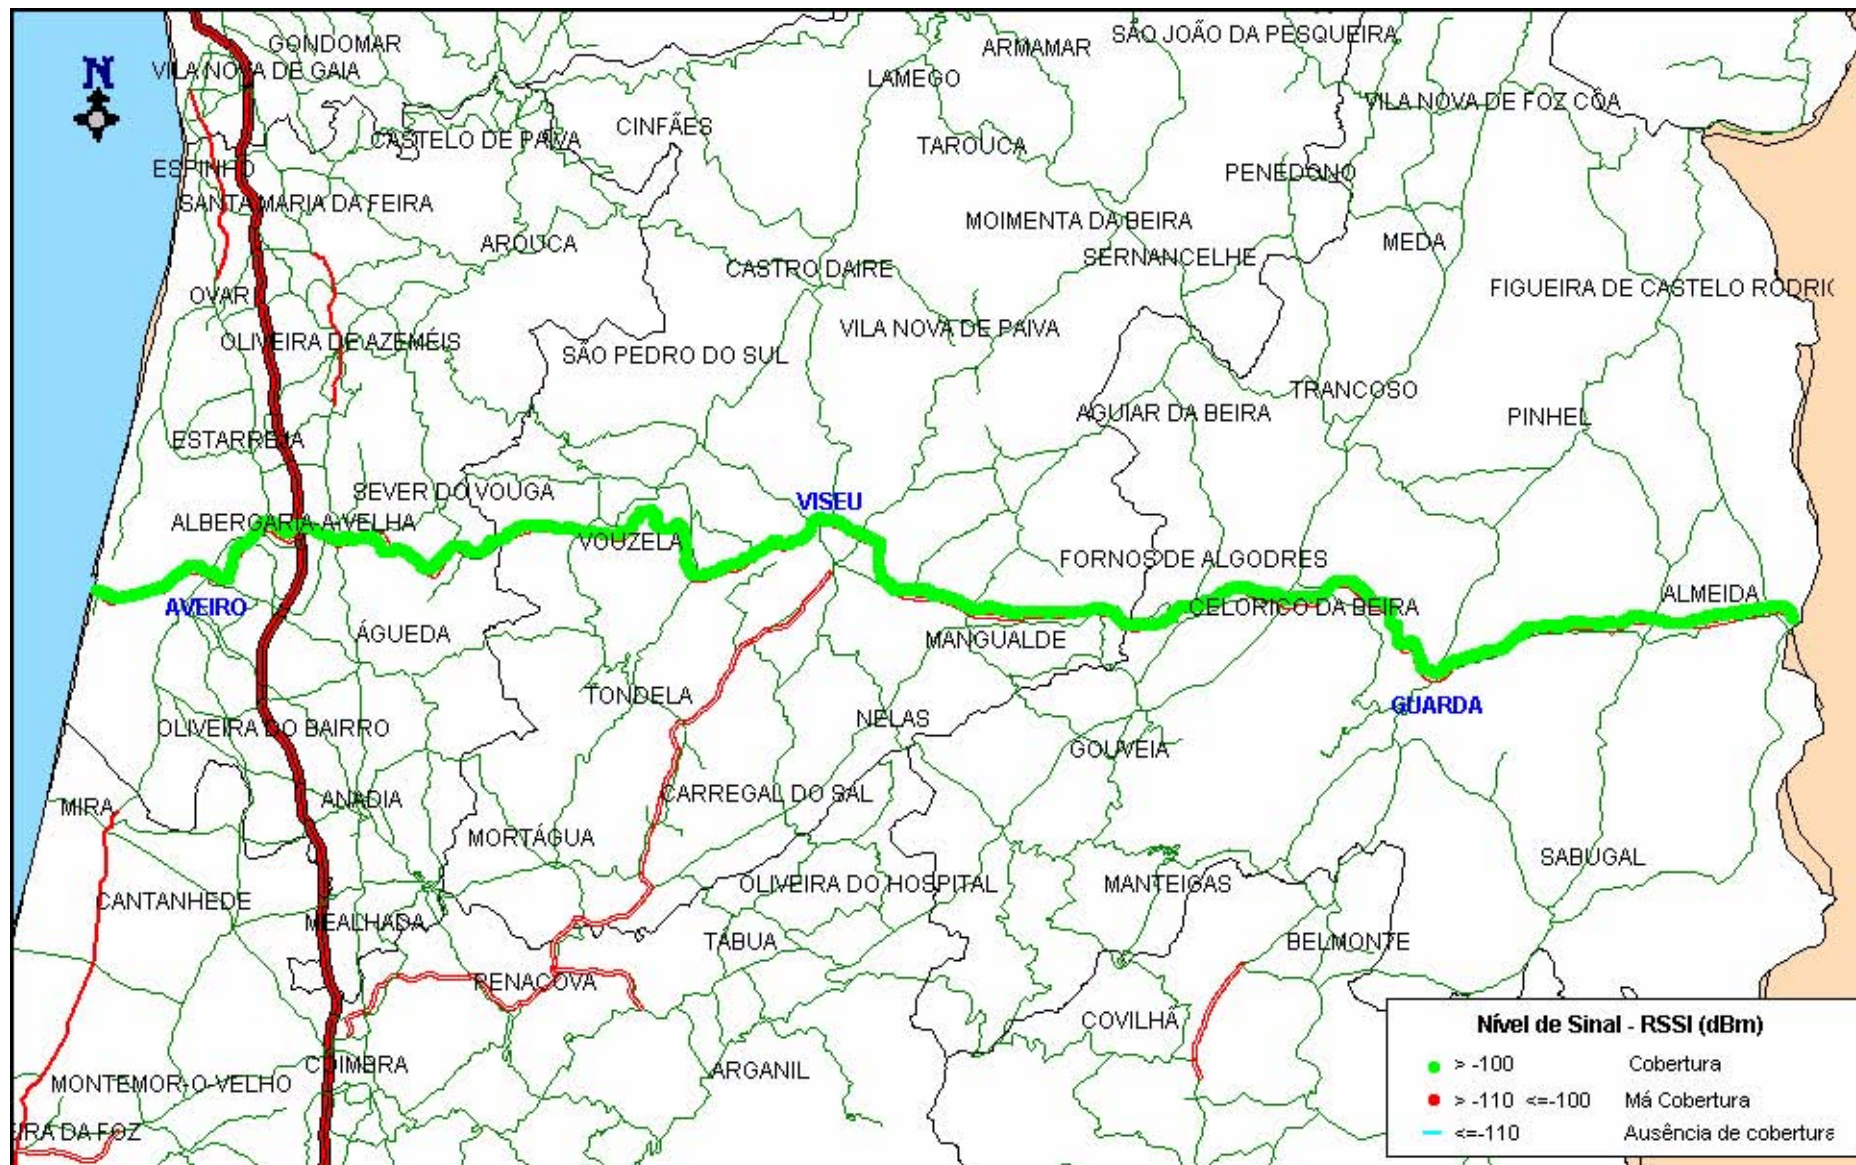 SÃO JOÃO DA PESQUEIRA
GONDOMAR
ARMAMAR
N
VILA NOVA DE GAIA
LAMEGO
VILA NOVA DE FOZ CÔA
CINFÃES
CASTELO DE PAIVA
TAROUCA
ESPINHO
PENEDONO
SANTA MARIA DA FEIRA
MOIMENTA DA BEIRA
AROUCA
MEDA
SERNANCELHE
CASTRO DAIRE
FIGUEIRA DE CASTELO RODRIG
OVAR
VILA NOVA DE PAIVA
OLIVEIRA DE AZEMÉIS
SÃO PEDRO DO SUL
TRANCOSO
AGUIAR DA BEIRA
PINHEL
ESTARREJA
SEVER DO VOUGA
VISEU
ALBERGARIA-A-VELHA
VOUZELA
FORNOS DE ALGODRES
ALMEIDA
AVEIRO
CELORICO DA BEIRA
ÁGUEDA
MANGUALDE
TONDELA
GUARDA
NELAS
OLIVEIRA DO BAIRRO
GOUVEIA
CARREGAL DO SAL
ANADIA
MIRA
MORTÁGUA
SABUGAL
OLIVEIRA DO HOSPITAL
MANTEIGAS
CANTANHEDE
MEALHADA
TÁBUA
BELMONTE
PENACOVA
COVILHÃ
COIMBRA
ARGANIL
MONTEMOR-O-VELHO
EIRA DA FOZ
Nível de Sinal - RSSI (dBm)
> -100 Cobertura
> -110 <=-100 Má Cobertura
<=-110 Ausência de cobertura